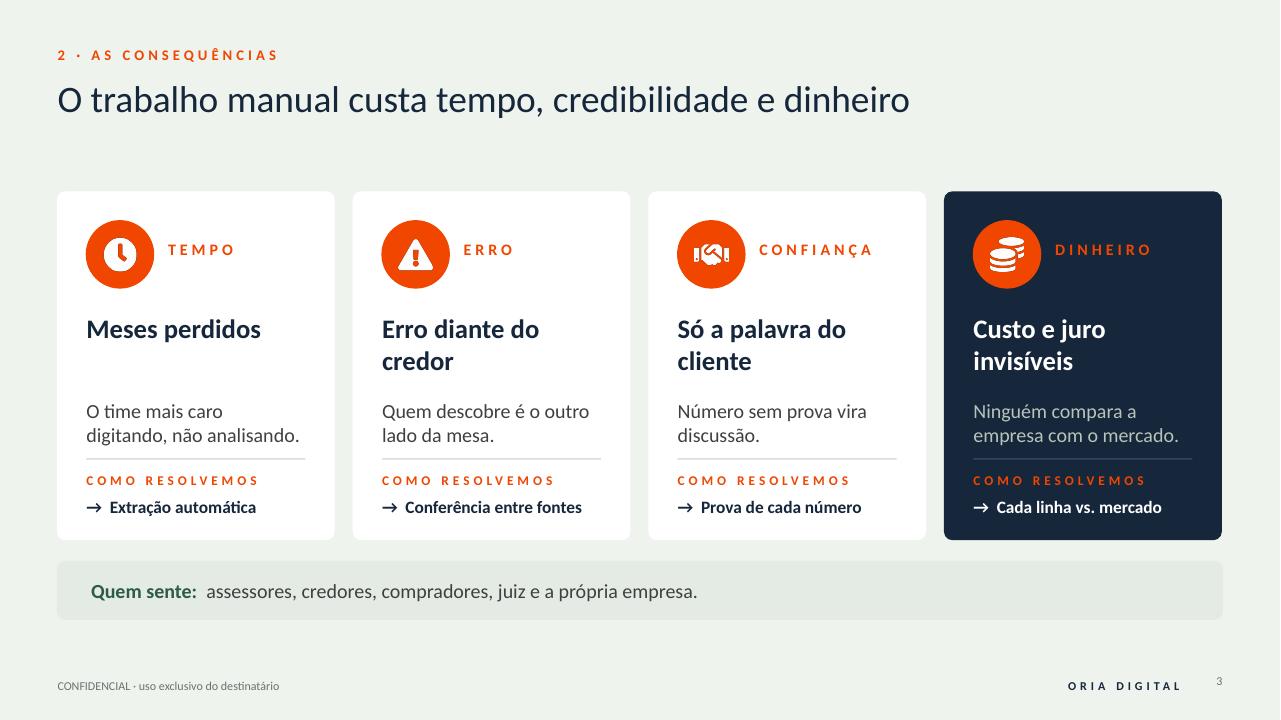 2 · AS CONSEQUÊNCIAS
O trabalho manual custa tempo, credibilidade e dinheiro
TEMPO
Meses perdidos
O time mais caro
digitando, não analisando.
COMO RESOLVEMOS
→ Extração automática
ERRO
Erro diante do
credor
Quem descobre é o outro
lado da mesa.
COMO RESOLVEMOS
→ Conferência entre fontes
CONFIANÇA
Só a palavra do
cliente
Número sem prova vira
discussão.
COMO RESOLVEMOS
→ Prova de cada número
DINHEIRO
Custo e juro
invisíveis
Ninguém compara a
empresa com o mercado.
COMO RESOLVEMOS
→ Cada linha vs. mercado
Quem sente: assessores, credores, compradores, juiz e a própria empresa.
CONFIDENCIAL · uso exclusivo do destinatário
ORIA DIGITAL
3